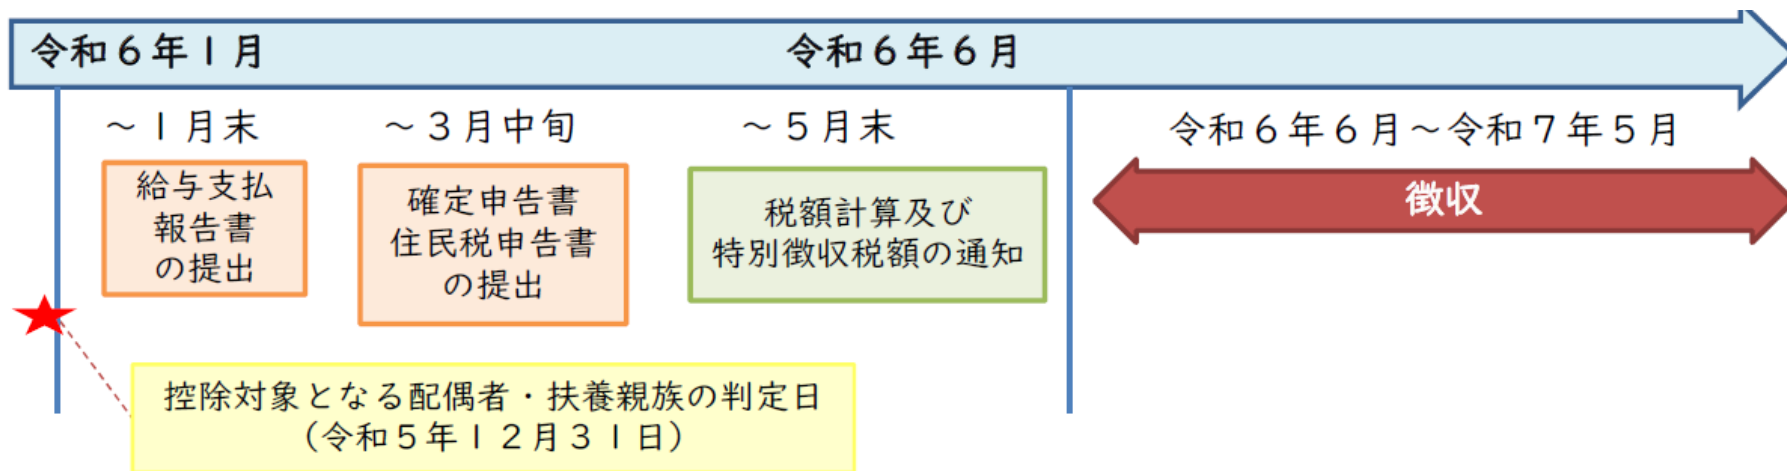 令和６年１月
令和６年６月
～１月末
～３月中旬
～５月末
令和６年６月～令和７年５月
給与支払
報告書
の提出
確定申告書
住民税申告書
の提出
税額計算及び
特別徴収税額の通知
徴収
控除対象となる配偶者・扶養親族の判定日
（令和５年１２月３１日）